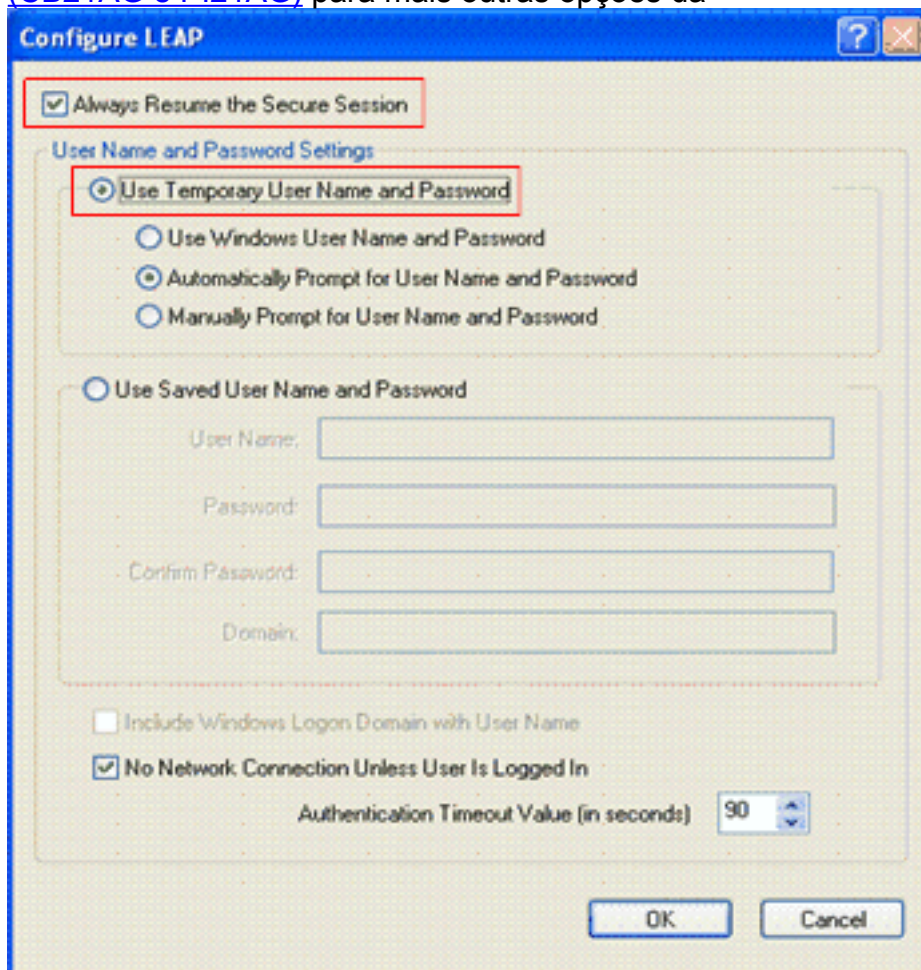 para mais outras opções da
Configure LEAP
Always Resume the Secure Session
User Name and Password Settings
Use Temporary User Name and Password
Use Windows User Name and Password
Automatically Prompt for User Name and Password
Manually Prompt for User Name and Password
Use Saved User Name and Password
User Name:
Password:
Confirm Password:
Domain:
Include Windows Logon Domain with User Name
No Network Connection Unless User Is Logged In
Authentication Timeout Value (in seconds) 90
OK Cancel